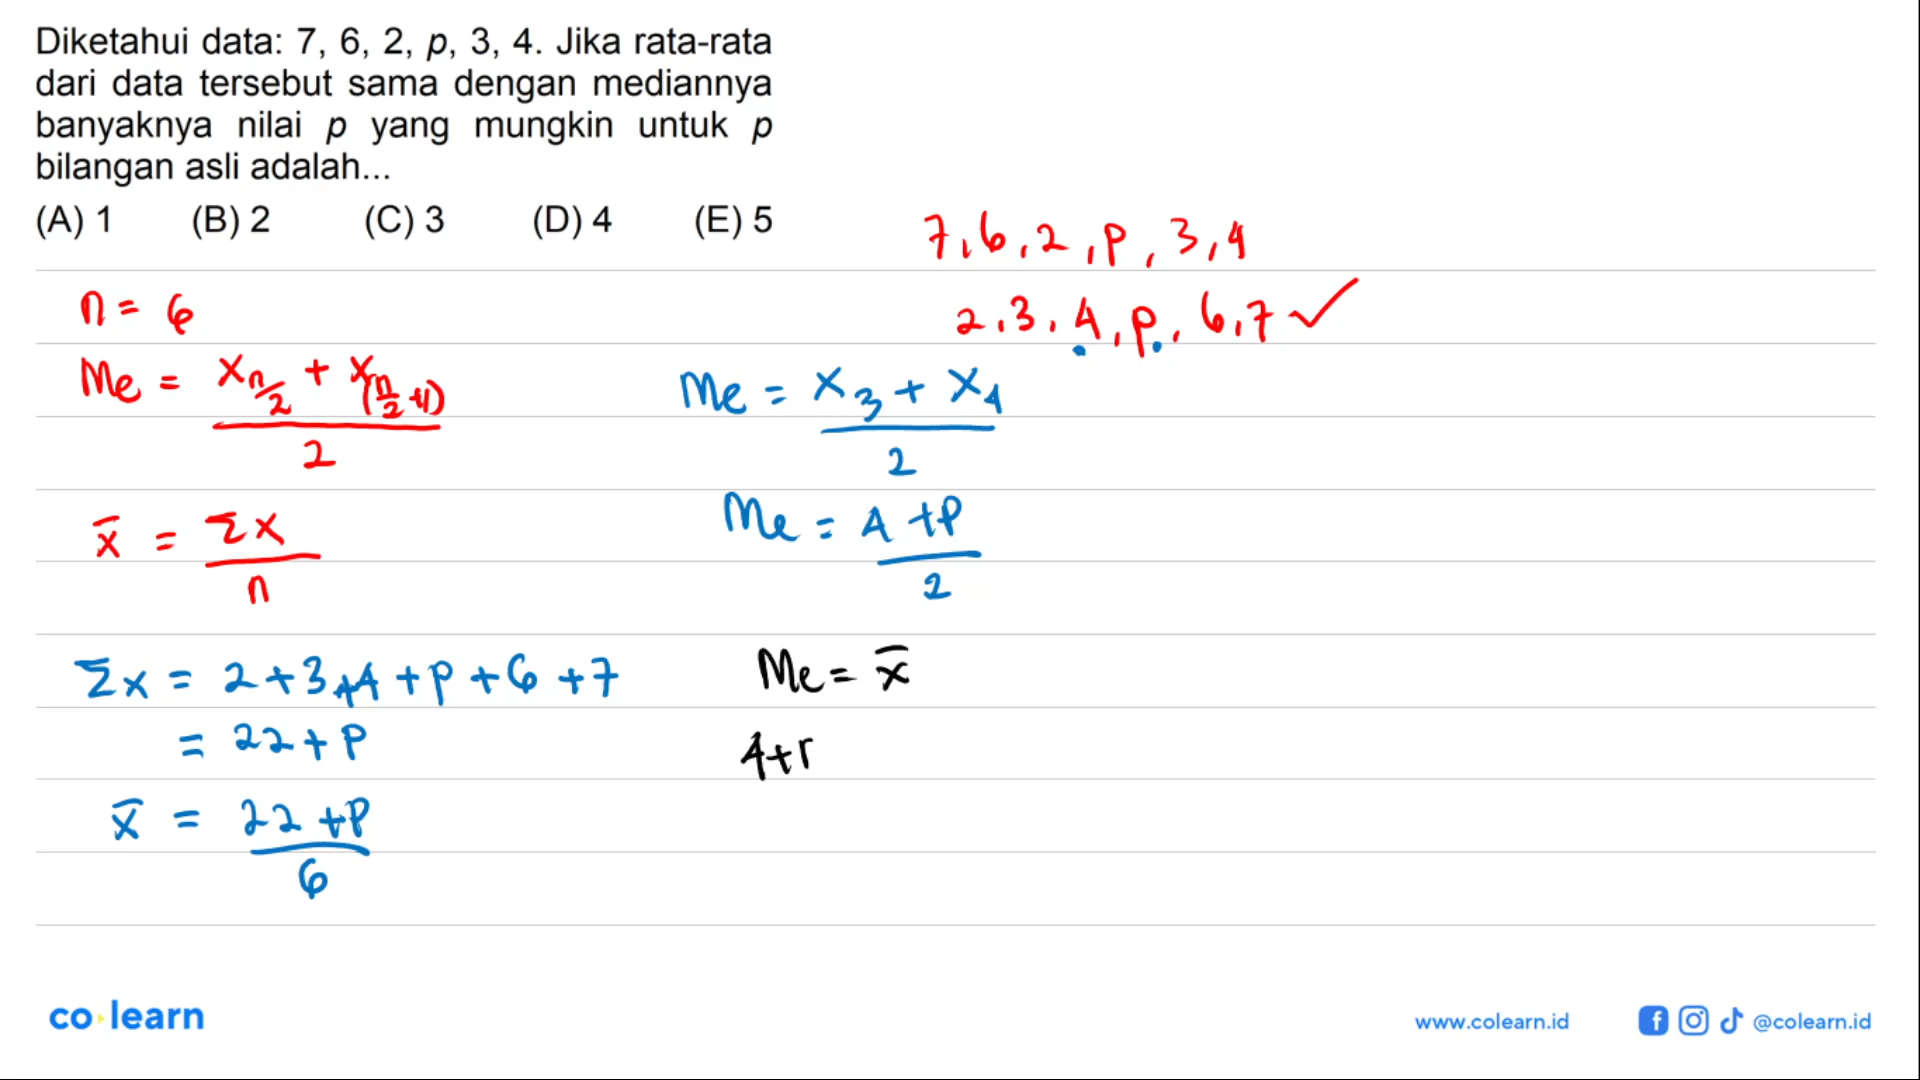 Diketahui data: 7, 6, 2, p, 3, 4. Jika rata-rata
dari data tersebut sama dengan mediannya
banyaknya nilai p yang mungkin untuk p
bilangan asli adalah...
(A) 1 (B) 2 (C) 3 (D) 4 (E) 5
7, 6, 2, p, 3, 4
2, 3, 4, p, 6, 7 ✓
n = 6
Me = x_{n/2} + x_{(n/2 + 1)}
2
x̄ = Σx
n
Σx = 2 + 3 + 4 + p + 6 + 7
= 22 + p
x̄ = 22 + p
6
Me = x₃ + x₄
2
Me = 4 + p
2
Me = x̄
4 +
co learn
www.colearn.id
@colearn.id